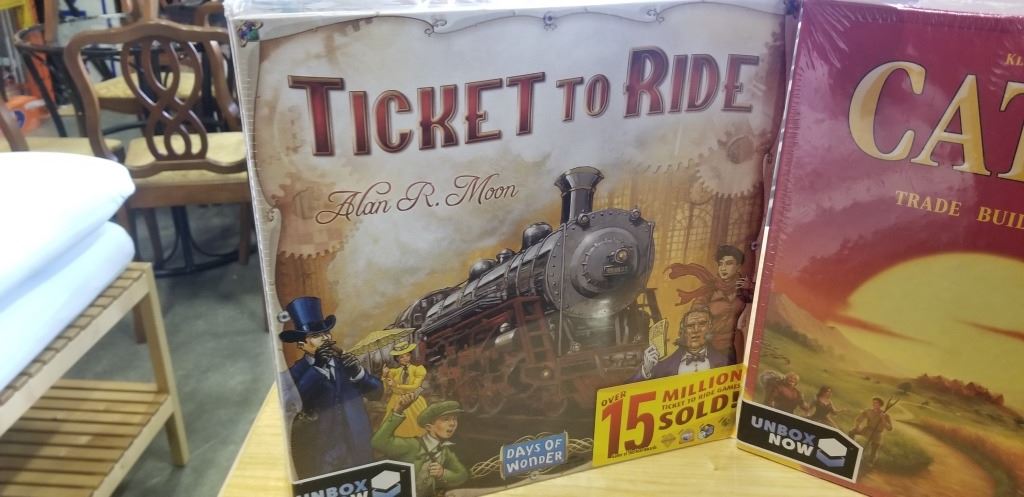 TICKET TO RIDE
Alan R. Moon
OVER
15
MILLION
TICKET TO RIDE GAMES
SOLD!
DAYS OF
WONDER
UNBOX
NOW
KL
CAT
TRADE BUIL
UNBOX
NOW